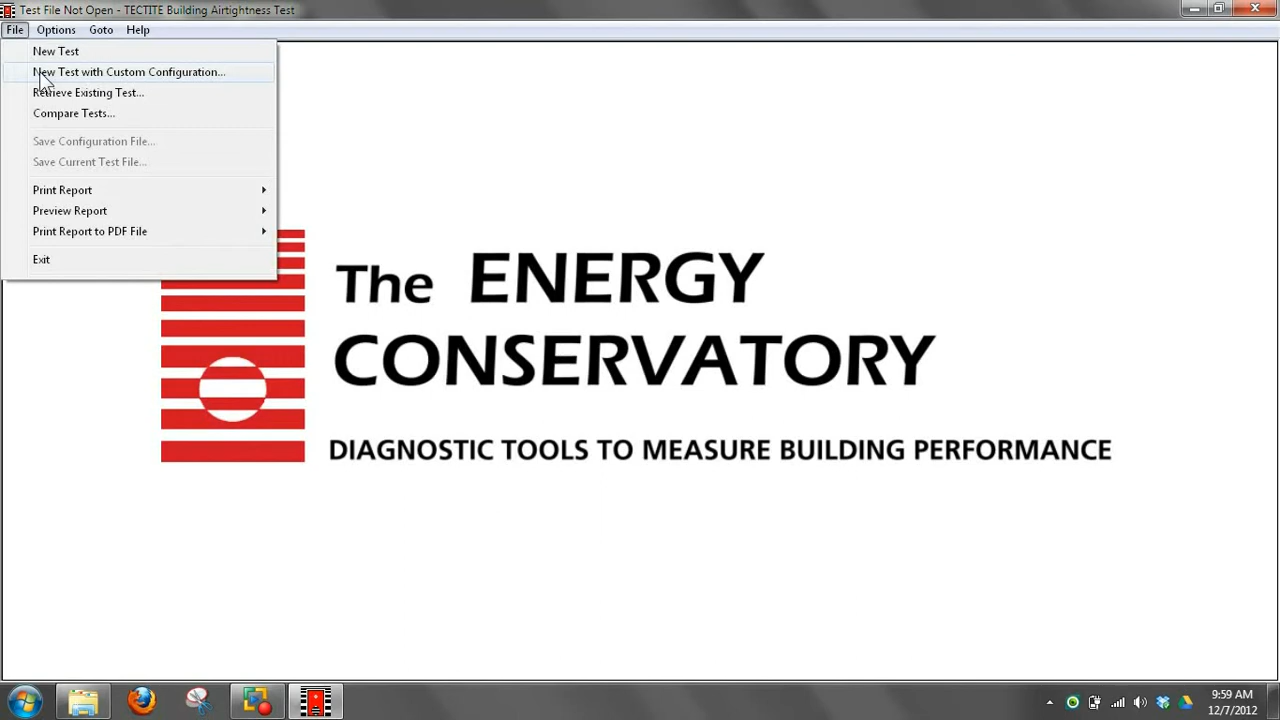 Test File Not Open - TECTITE Building Airtightness Test
File Options Goto Help
New Test
New Test with Custom Configuration...
Retrieve Existing Test...
Compare Tests...
Save Configuration File...
Save Current Test File...
Print Report
Preview Report
Print Report to PDF File
Exit
The ENERGY
CONSERVATORY
DIAGNOSTIC TOOLS TO MEASURE BUILDING PERFORMANCE
9:59 AM
12/7/2012